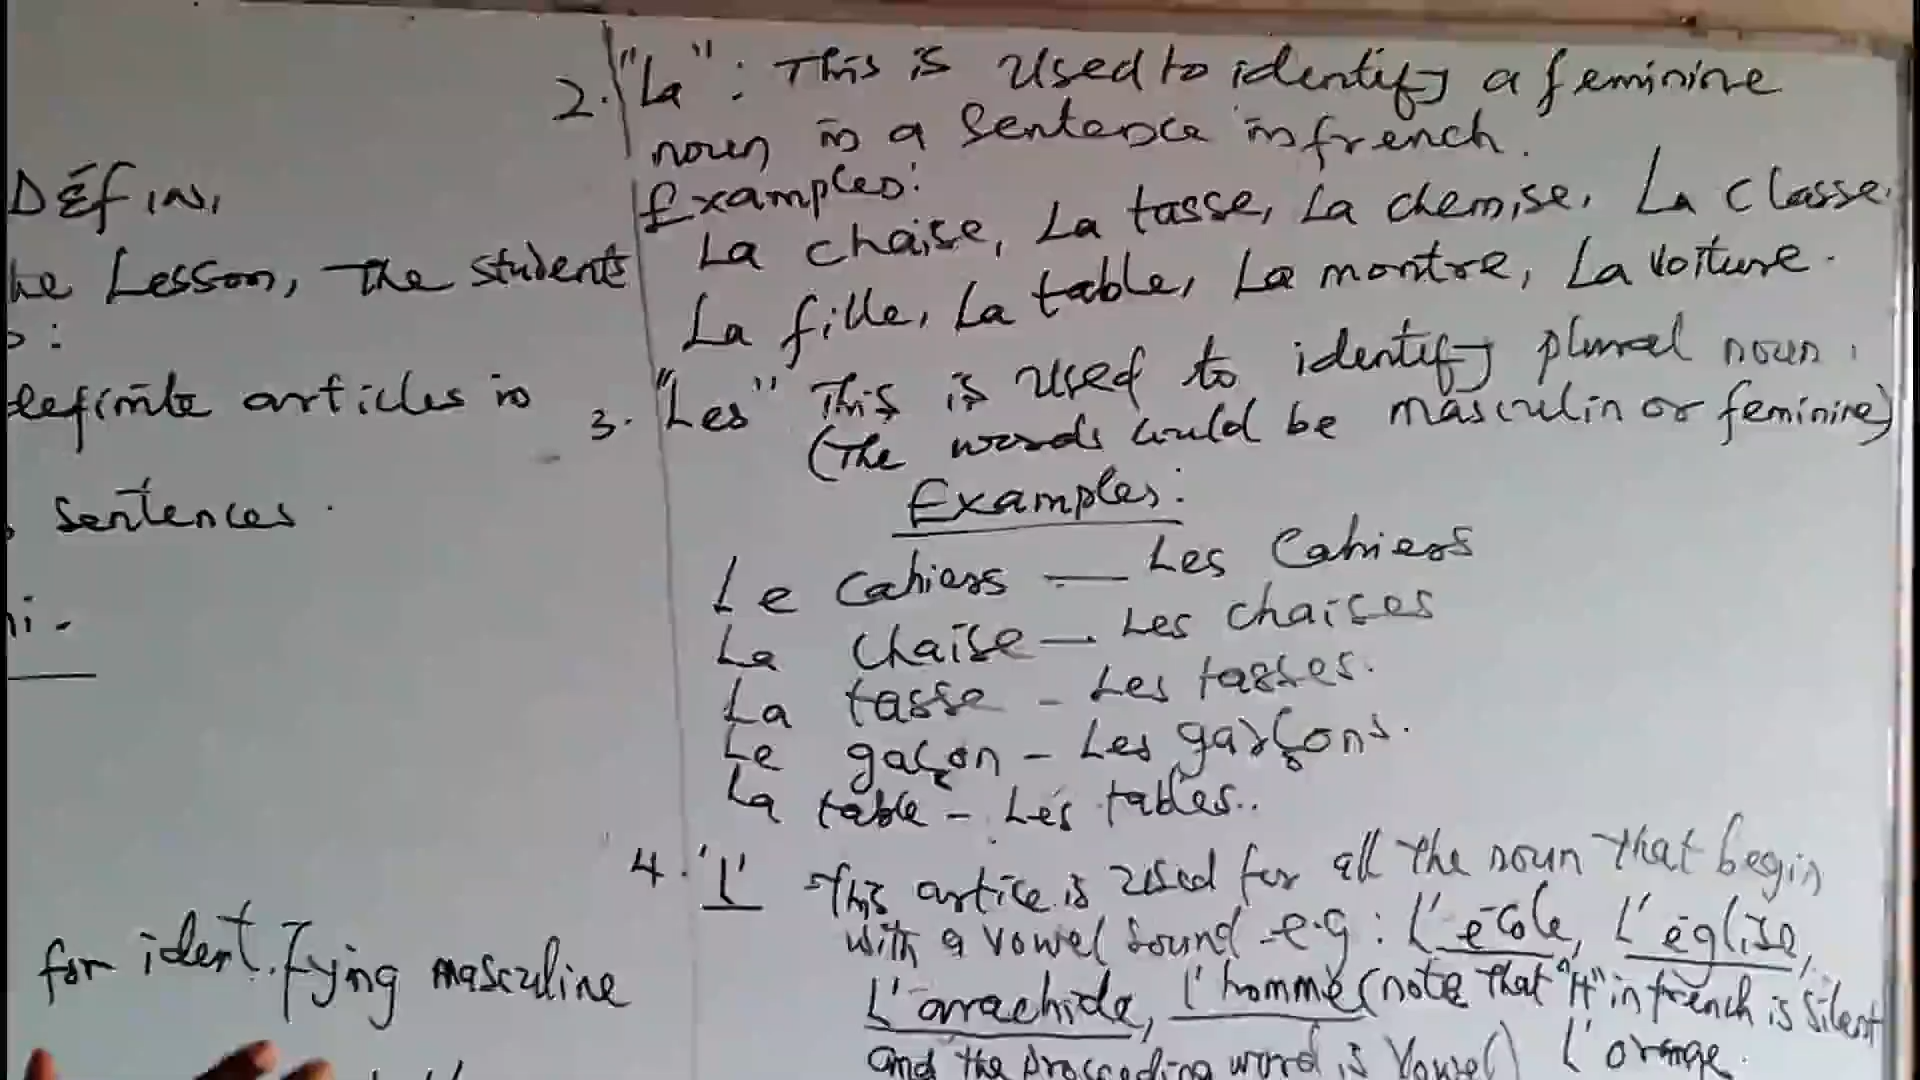 DÉFINI
he Lesson, The students
s:
definite articles in
sentences.
ni-
for identifying masculine
2. "La": This is used to identify a feminine
noun in a sentence in french.
Examples:
La chaise, La tasse, La chemise, La classe.
La fille, La table, La montre, La voiture.
3. "Les" This is used to identify plural noun.
(The words could be masculin or feminine)
Examples:
Le Cahiers — Les Cahiers
La Chaise — Les chaises
La tasse - Les tasses.
Le gaçon - Les garçons.
La table - Les tables..
4. 'L' This artice is used for all the noun that begin
with a vowel sound e.g: L'école, L'église,
L'arachide, L'homme (note that "H" in french is silent
and the proceeding word is vowel) L'orange.